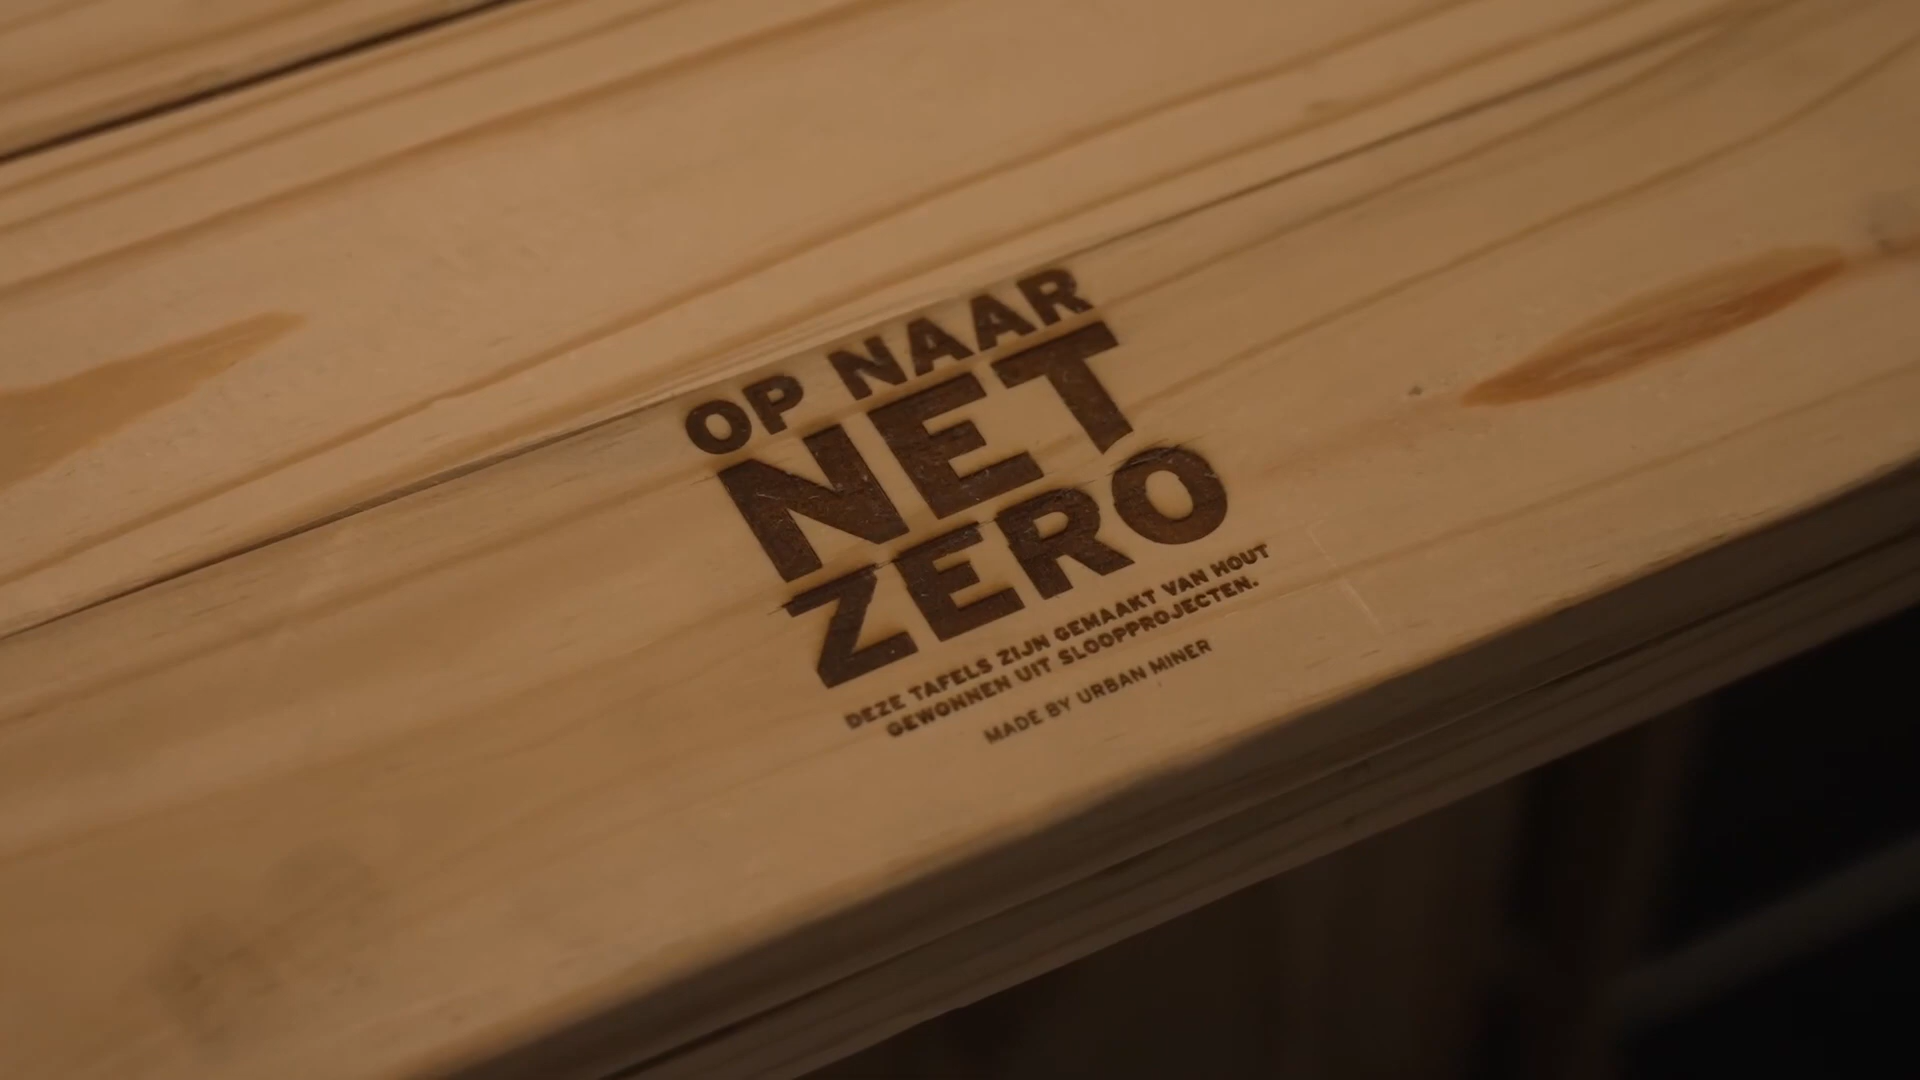 OP NAAR
NET
ZERO
DEZE TAFELS ZIJN GEMAAKT VAN HOUT
GEWONNEN UIT SLOOPPROJECTEN.
MADE BY URBAN MINER